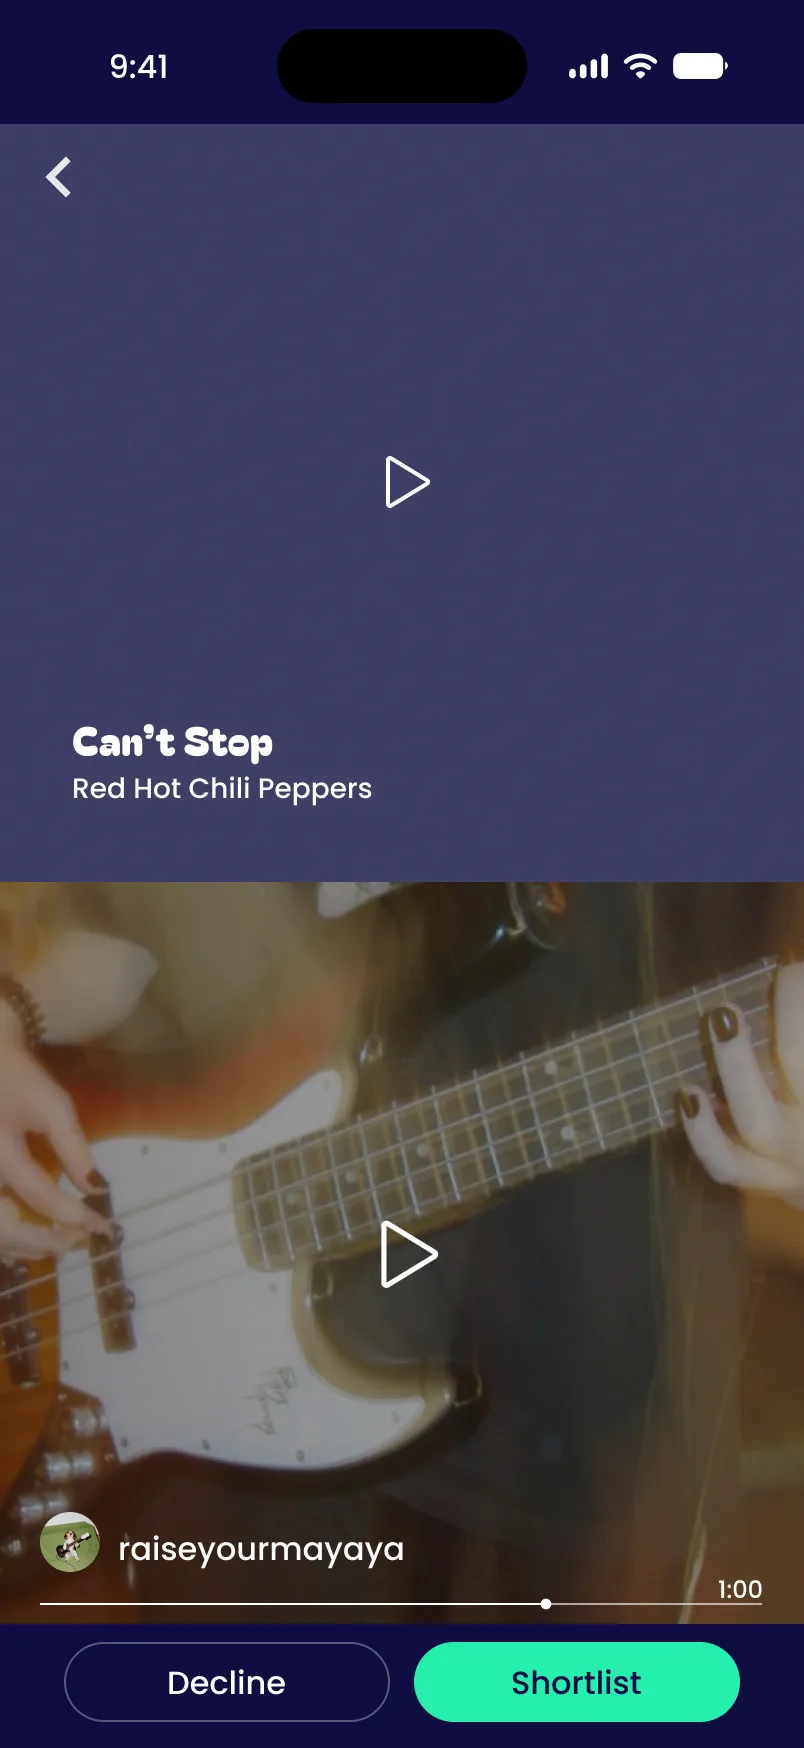 9:41
Can't Stop
Red Hot Chili Peppers
raiseyourmayaya
1:00
Decline
Shortlist